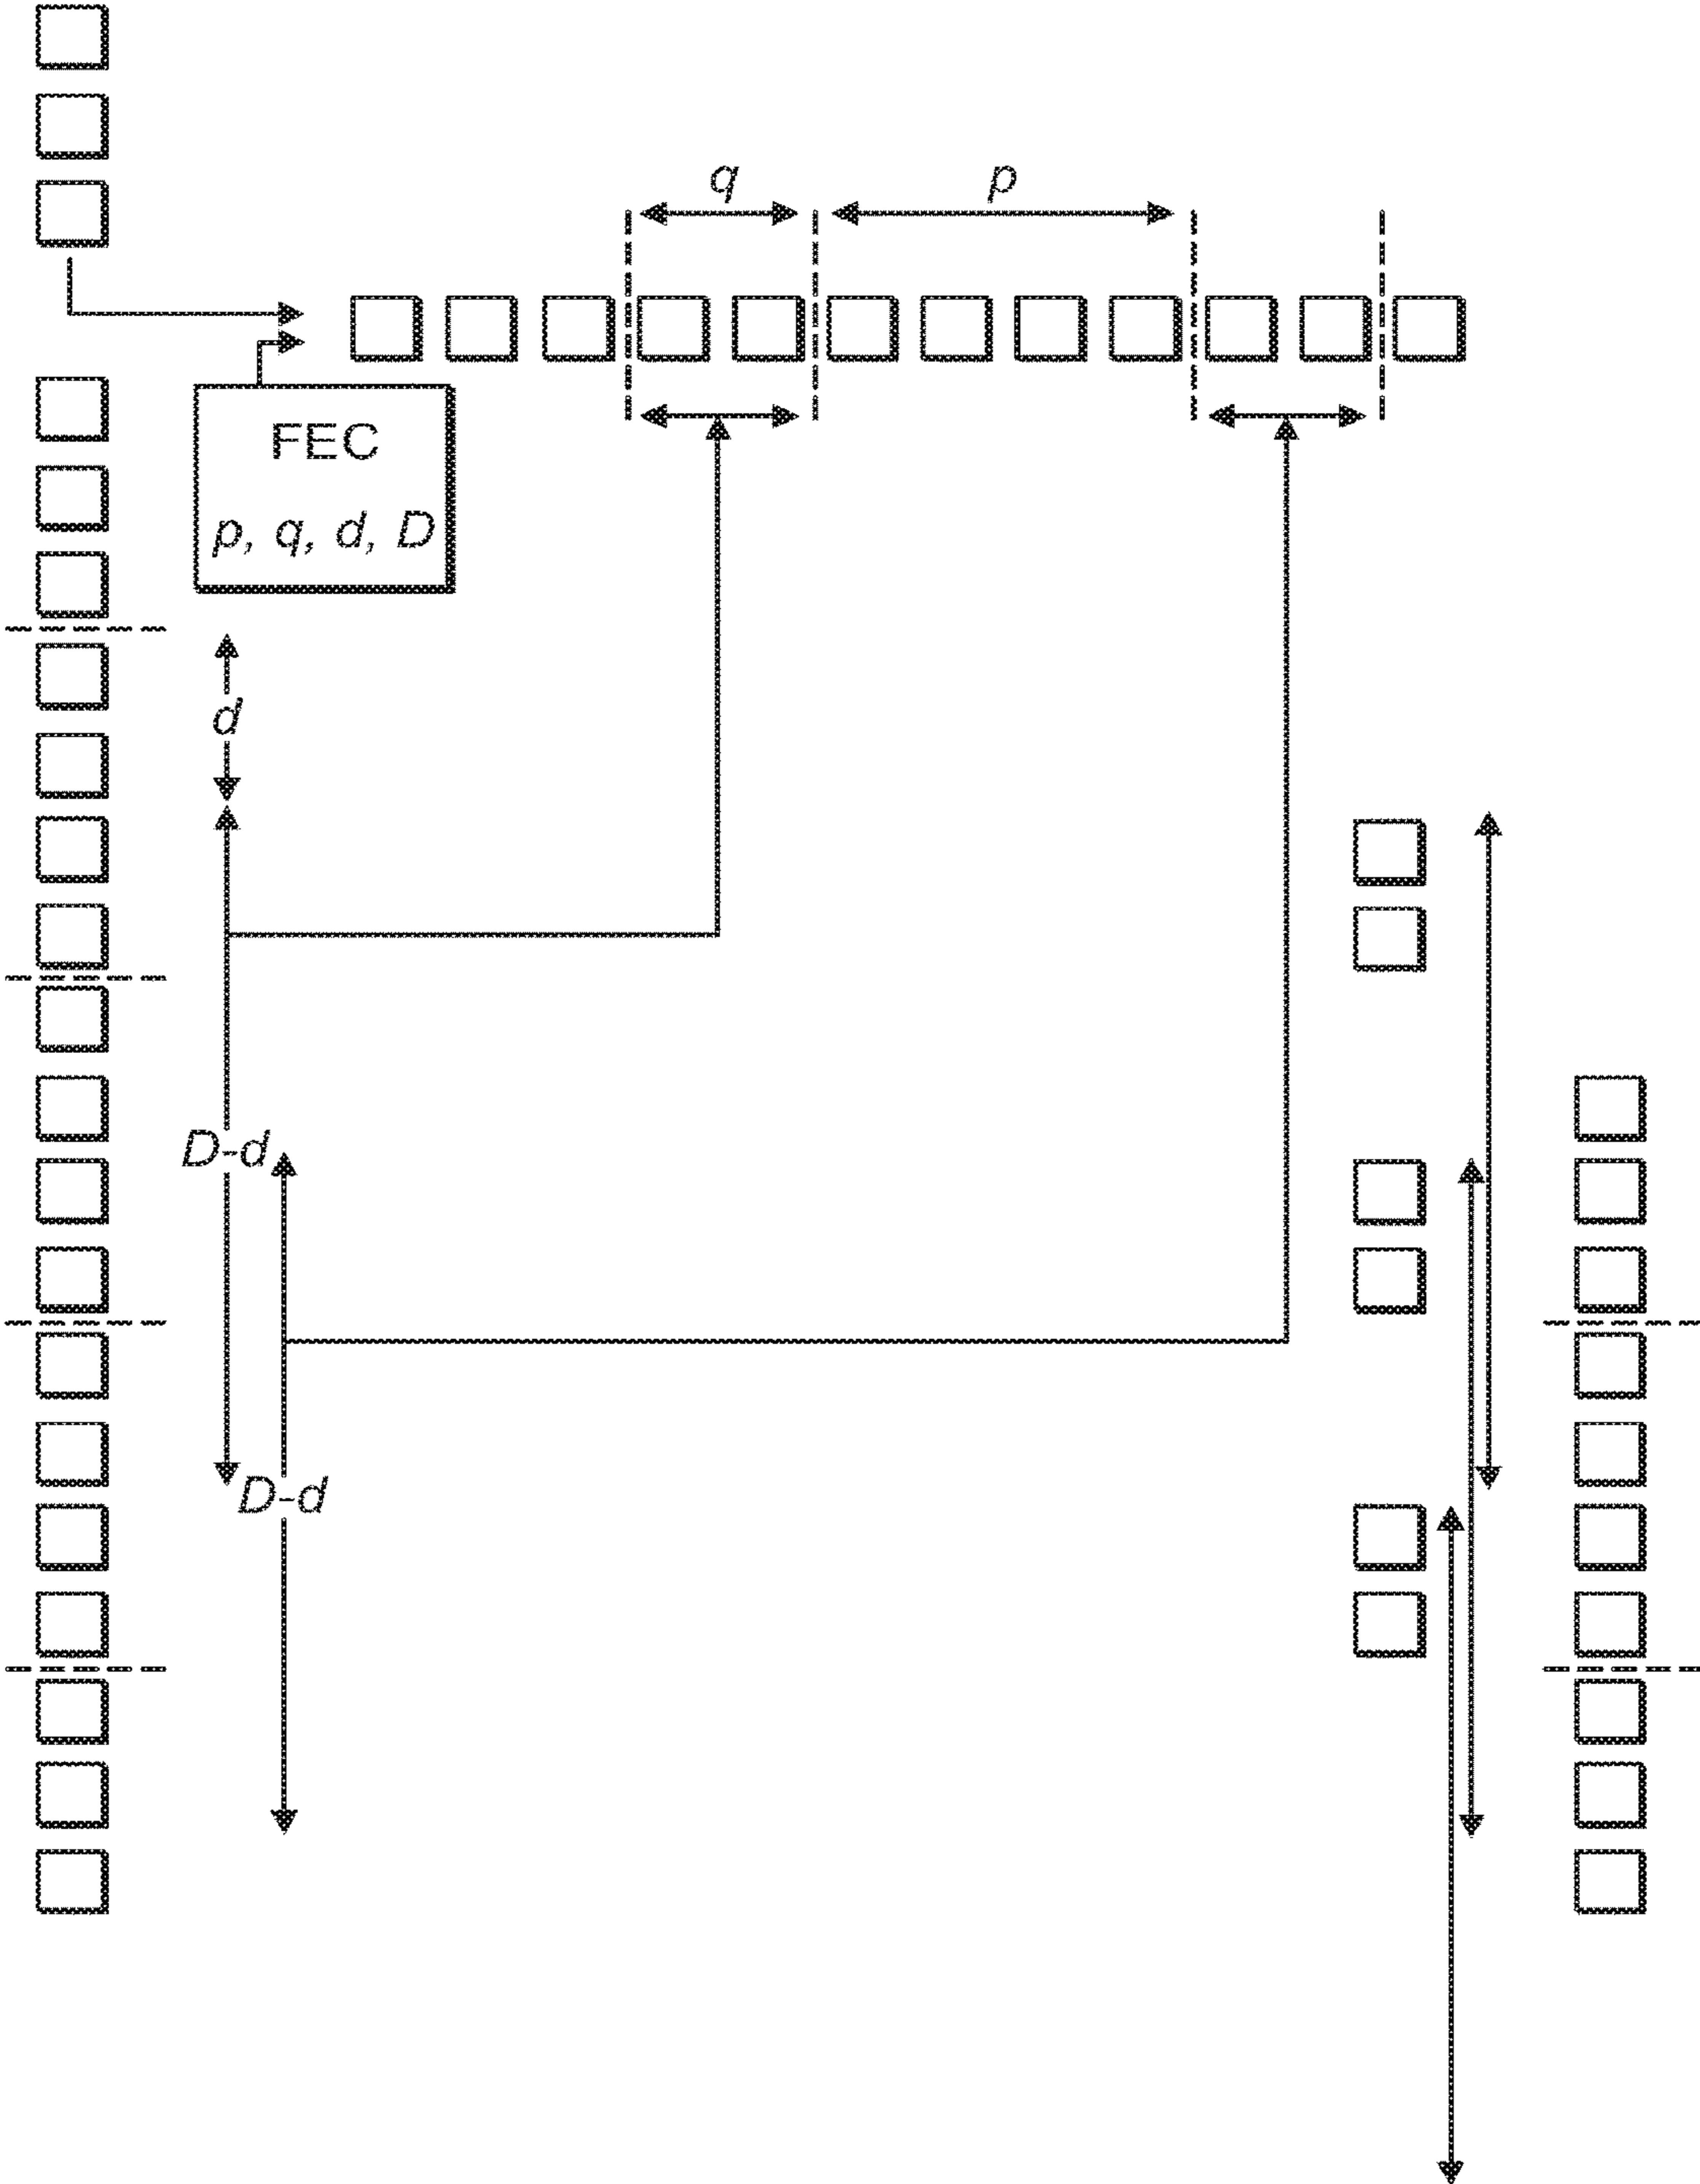 q
p
FEC
p, q, d, D
d
D-d
D-d